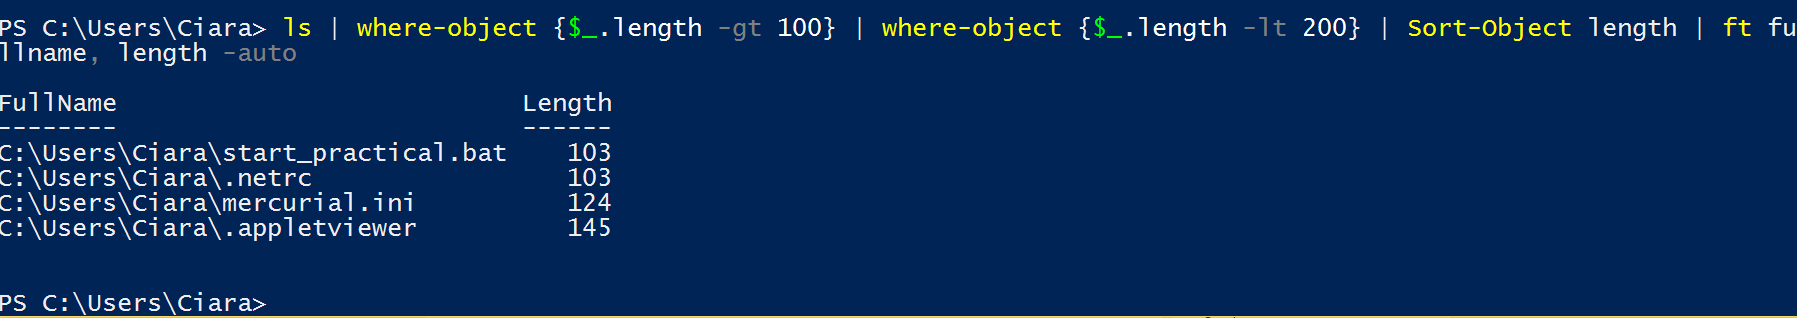 PS C:\Users\Ciara> ls | where-object {$_.length -gt 100} | where-object {$_.length -lt 200} | Sort-Object length | ft fu
llname, length -auto
FullName Length
-------- ------
C:\Users\Ciara\start_practical.bat 103
C:\Users\Ciara\.netrc 103
C:\Users\Ciara\mercurial.ini 124
C:\Users\Ciara\.appletviewer 145
PS C:\Users\Ciara>